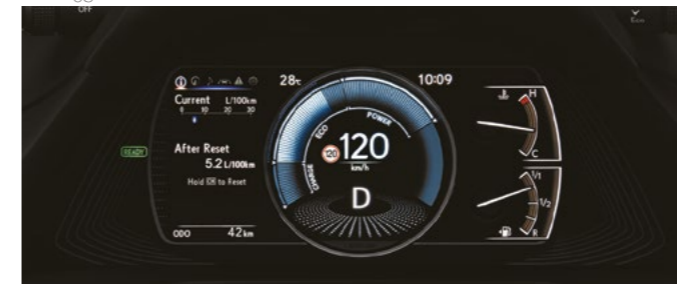 OFF
28℃
10:09
Current L/100km
0 10 20 30
After Reset
5.2 L/100km
Hold OK to Reset
ODO 42 km
READY
CHARGE
ECO
POWER
120
120
km/h
D
H
C
1/1
1/2
R